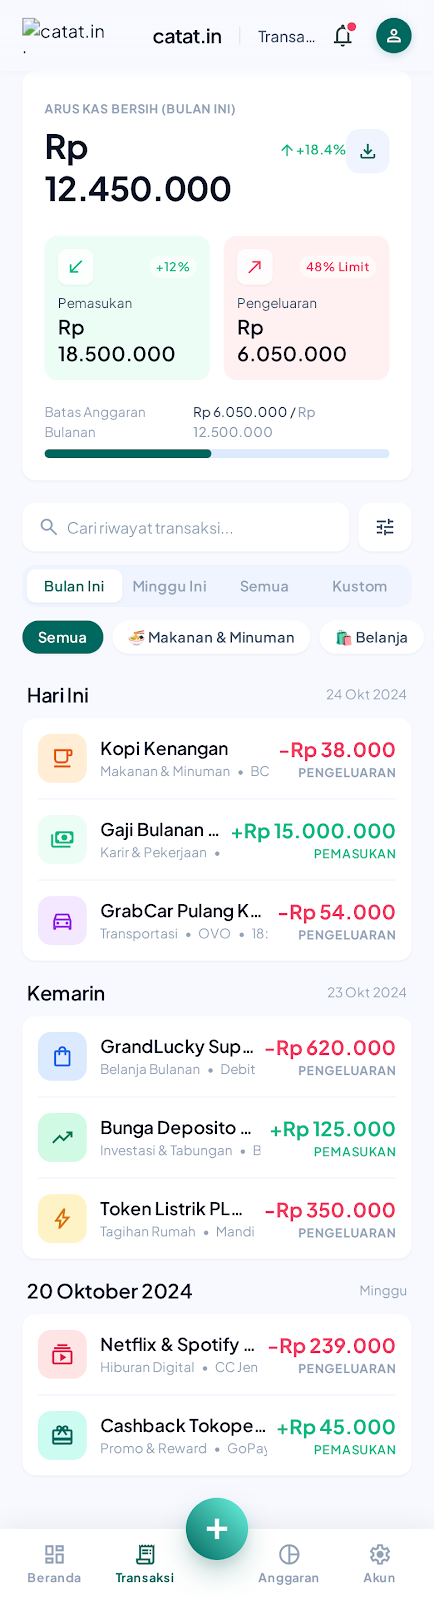 catat.in
.
catat.in
Transa...
ARUS KAS BERSIH (BULAN INI)
Rp
12.450.000
+18.4%
+12%
Pemasukan
Rp
18.500.000
48% Limit
Pengeluaran
Rp
6.050.000
Batas Anggaran
Bulanan
Rp 6.050.000 / Rp
12.500.000
Cari riwayat transaksi...
Bulan Ini
Minggu Ini
Semua
Kustom
Semua
🍜 Makanan & Minuman
🛍️ Belanja
Hari Ini
24 Okt 2024
Kopi Kenangan
-Rp 38.000
Makanan & Minuman • BC
PENGELUARAN
Gaji Bulanan ...
+Rp 15.000.000
Karir & Pekerjaan •
PEMASUKAN
GrabCar Pulang K...
-Rp 54.000
Transportasi • OVO • 18:
PENGELUARAN
Kemarin
23 Okt 2024
GrandLucky Sup...
-Rp 620.000
Belanja Bulanan • Debit
PENGELUARAN
Bunga Deposito ...
+Rp 125.000
Investasi & Tabungan • B
PEMASUKAN
Token Listrik PL...
-Rp 350.000
Tagihan Rumah • Mandi
PENGELUARAN
20 Oktober 2024
Minggu
Netflix & Spotify ...
-Rp 239.000
Hiburan Digital • CC Jen
PENGELUARAN
Cashback Tokope...
+Rp 45.000
Promo & Reward • GoPay
PEMASUKAN
Beranda
Transaksi
Anggaran
Akun